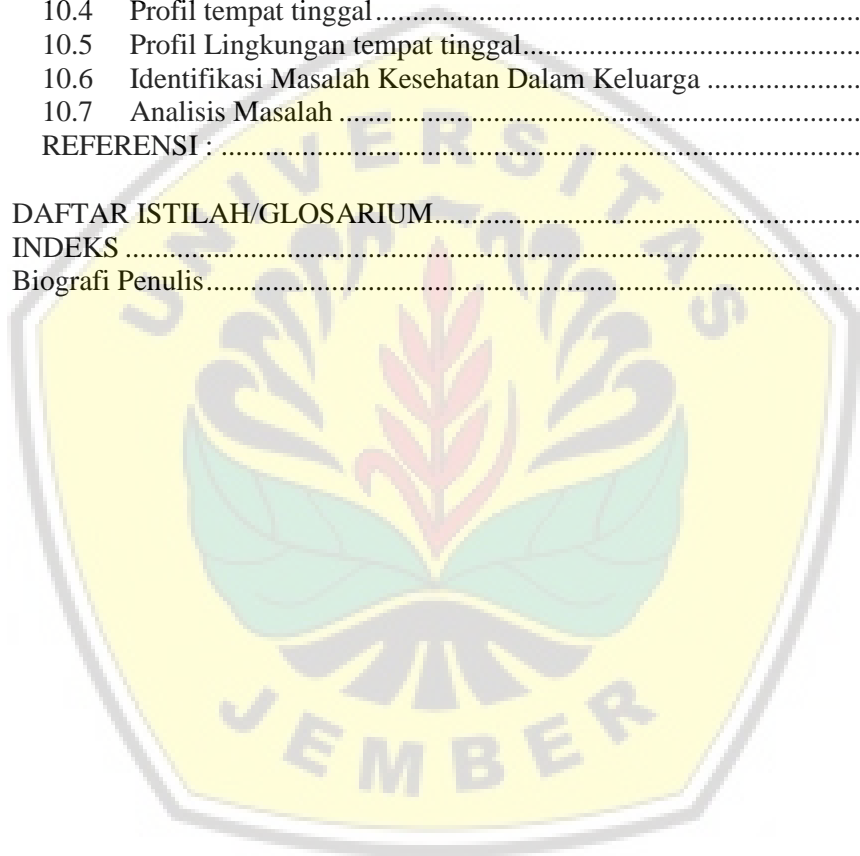 10.4 Profil tempat tinggal...............................................................................
10.5 Profil Lingkungan tempat tinggal.........................................................
10.6 Identifikasi Masalah Kesehatan Dalam Keluarga ................................
10.7 Analisis Masalah ..................................................................................
REFERENSI : ...............................................................................................
DAFTAR ISTILAH/GLOSARIUM....................................................................
INDEKS ............................................................................................................
Biografi Penulis..................................................................................................
UNIVERSITAS
JEMBER